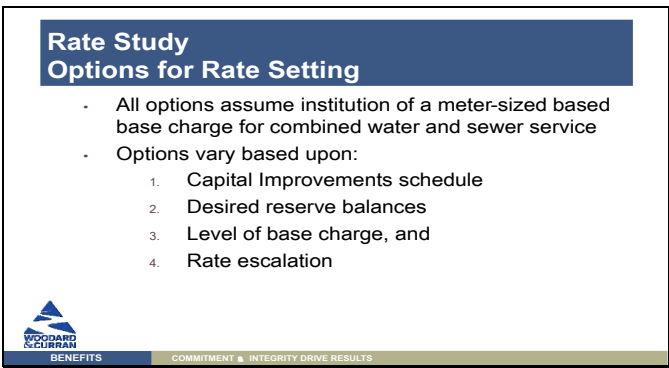 Rate Study
Options for Rate Setting
- All options assume institution of a meter-sized based
base charge for combined water and sewer service
- Options vary based upon:
1. Capital Improvements schedule
2. Desired reserve balances
3. Level of base charge, and
4. Rate escalation
WOODARD
&CURRAN
BENEFITS COMMITMENT & INTEGRITY DRIVE RESULTS